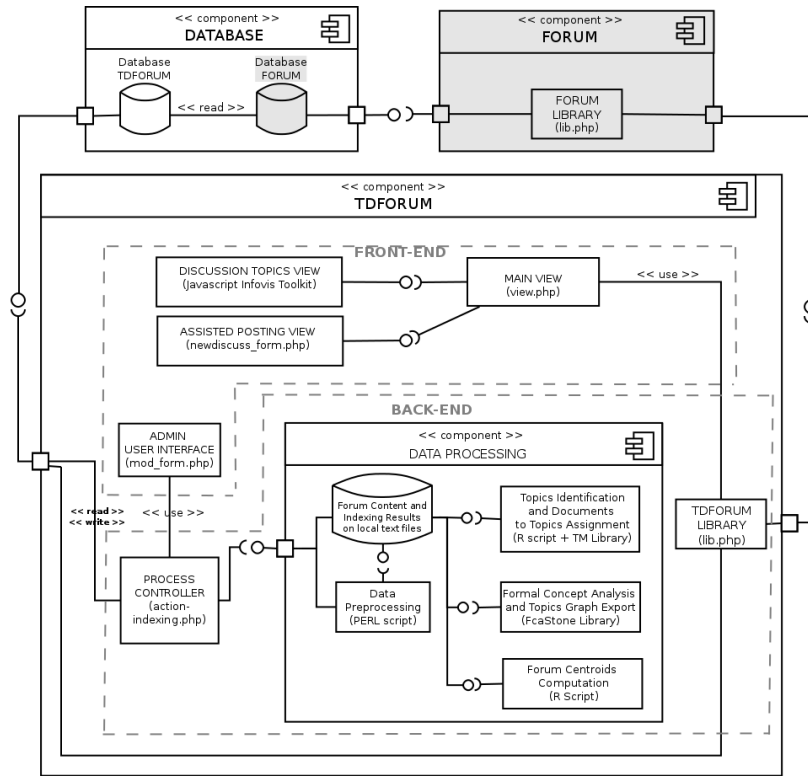 << component >>
DATABASE
Database
TDFORUM
Database
FORUM
<< read >>
<< component >>
FORUM
FORUM
LIBRARY
(lib.php)
<< component >>
TDFORUM
FRONT-END
DISCUSSION TOPICS VIEW
(Javascript Infovis Toolkit)
MAIN VIEW
(view.php)
<< use >>
ASSISTED POSTING VIEW
(newdiscuss_form.php)
BACK-END
ADMIN
USER INTERFACE
(mod_form.php)
<< component >>
DATA PROCESSING
<< read >>
<< write >>
<< use >>
Forum Content and
Indexing Results
on local text files
Topics Identification
and Documents
to Topics Assignment
(R script + TM Library)
TDFORUM
LIBRARY
(lib.php)
PROCESS
CONTROLLER
(action-
indexing.php)
Data
Preprocessing
(PERL script)
Formal Concept Analysis
and Topics Graph Export
(FcaStone Library)
Forum Centroids
Computation
(R Script)